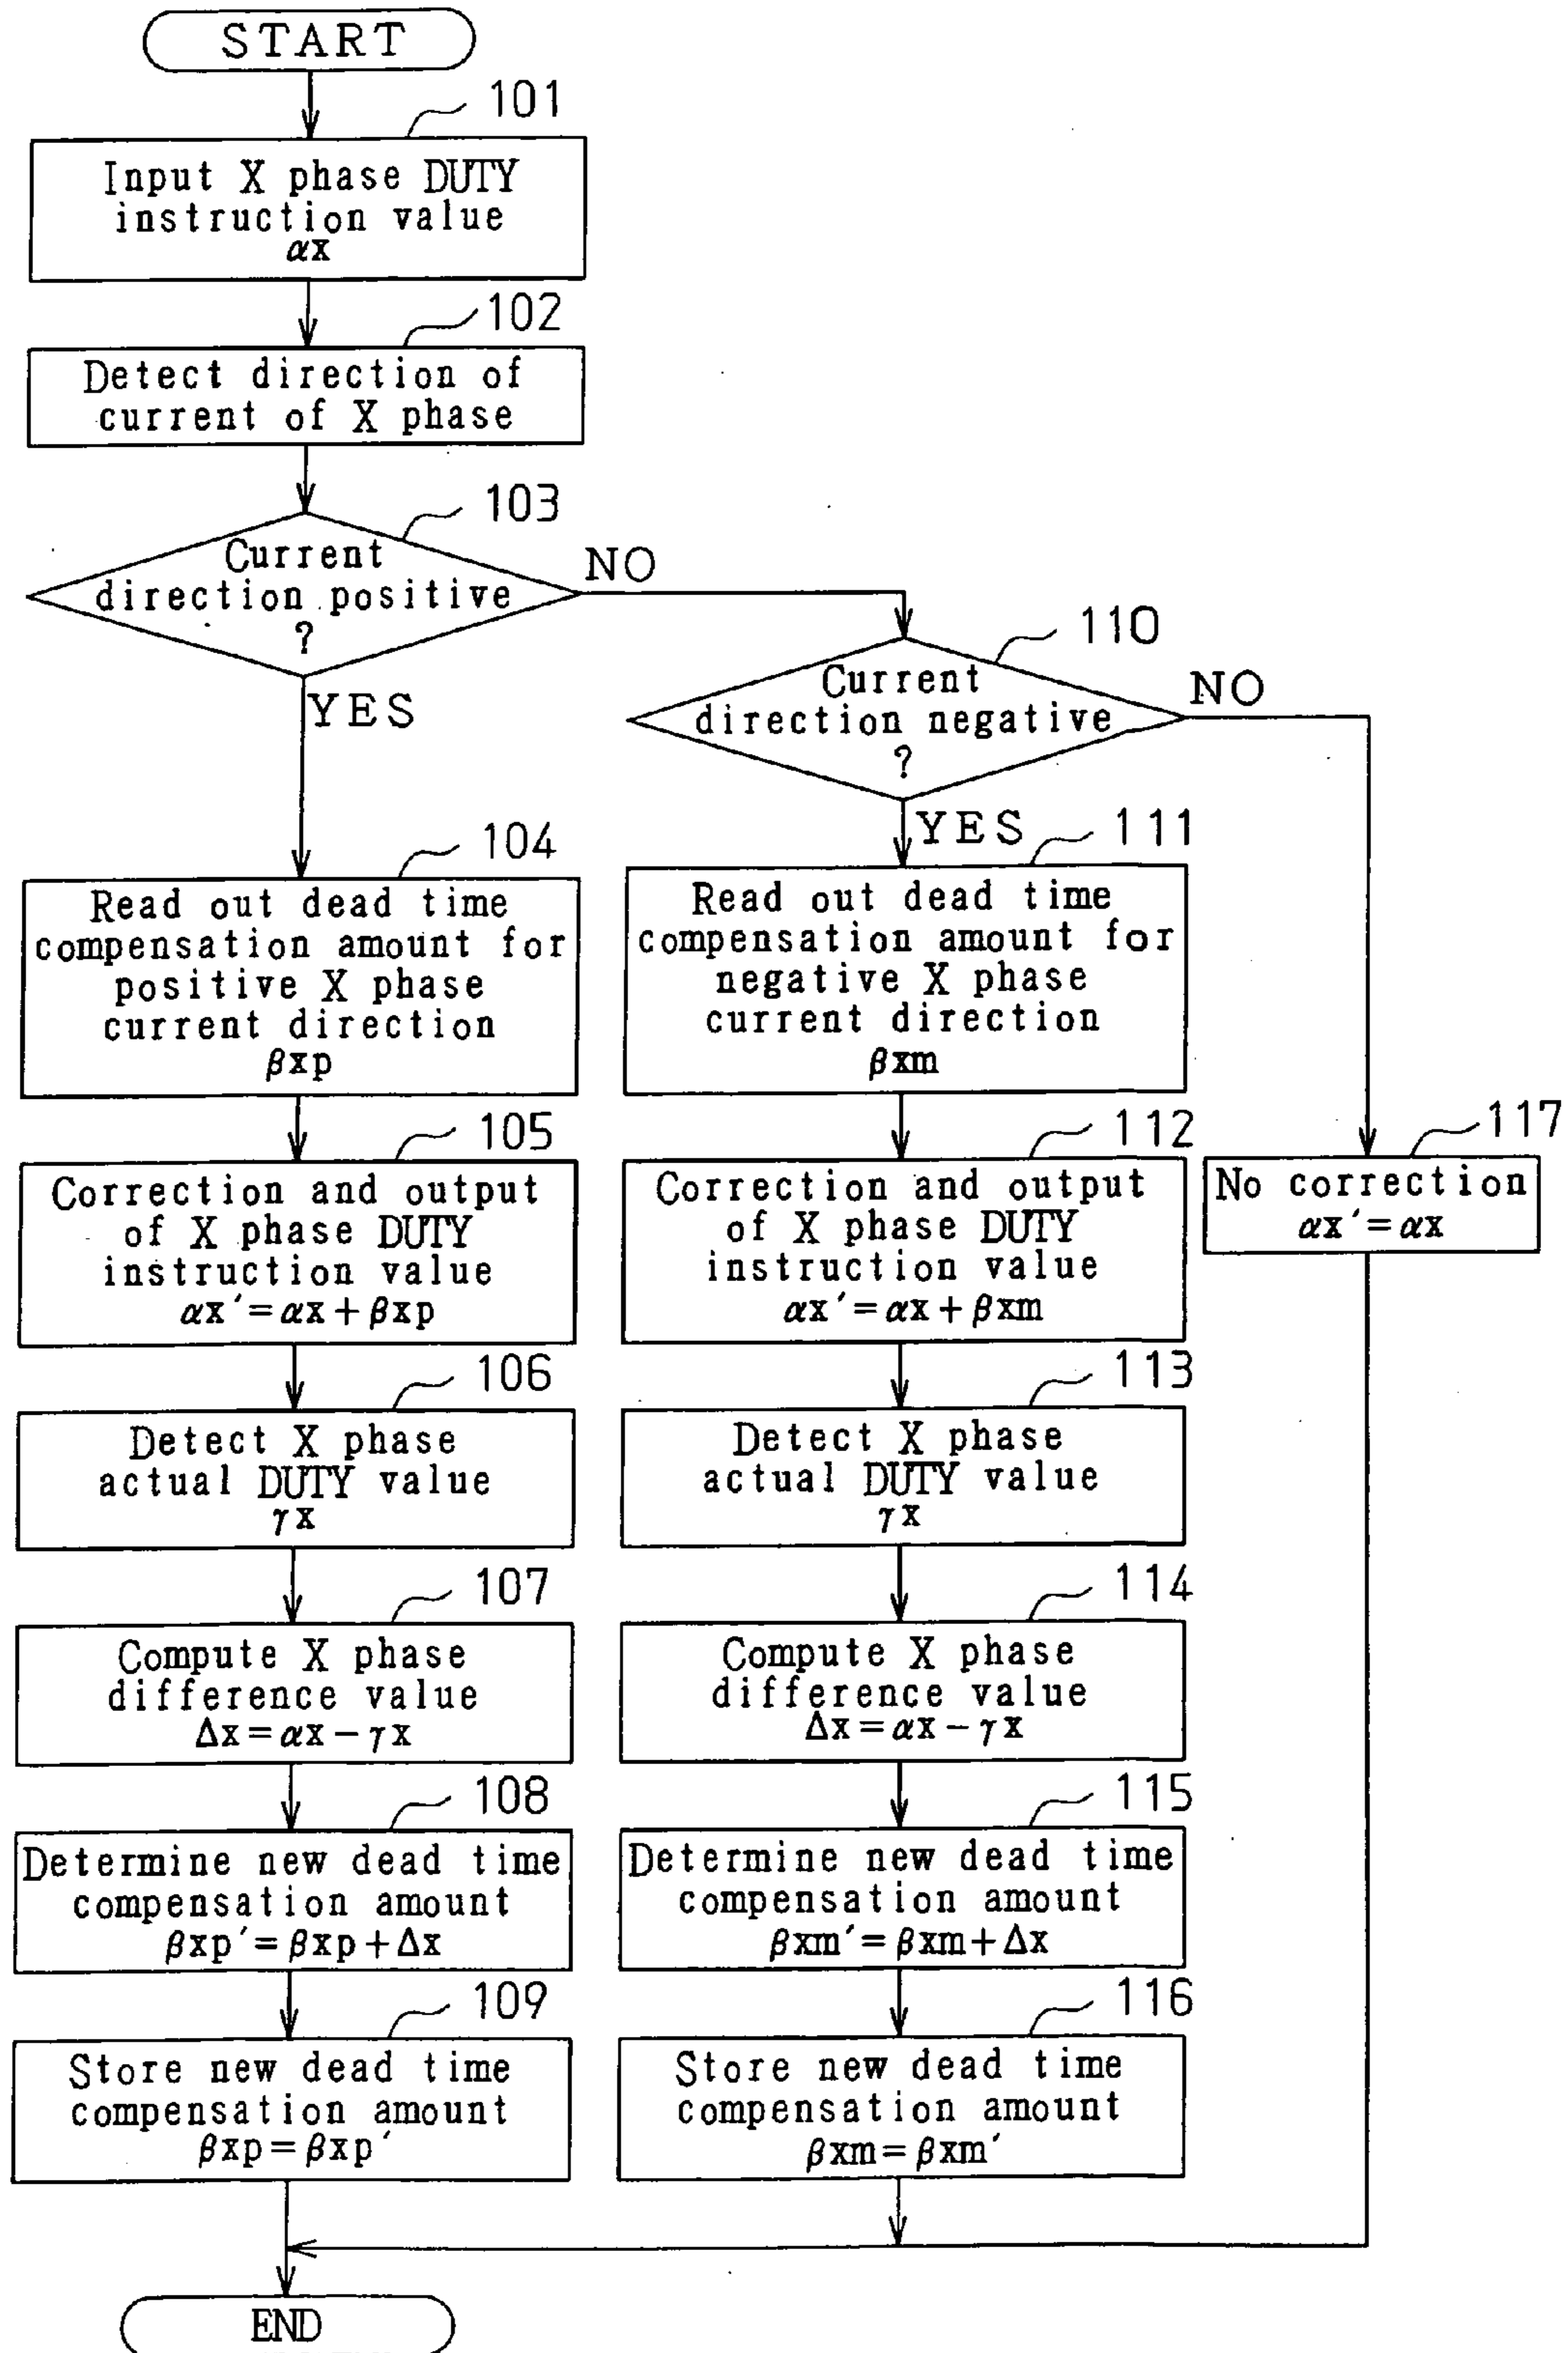 START
101
Input X phase DUTY
instruction value
αx
102
Detect direction of
current of X phase
103
Current
direction positive
?
NO
YES
110
Current
direction negative
?
NO
YES
104
Read out dead time
compensation amount for
positive X phase
current direction
βxp
111
Read out dead time
compensation amount for
negative X phase
current direction
βxm
105
Correction and output
of X phase DUTY
instruction value
αx′=αx+βxp
112
Correction and output
of X phase DUTY
instruction value
αx′=αx+βxm
117
No correction
αx′=αx
106
Detect X phase
actual DUTY value
γx
113
Detect X phase
actual DUTY value
γx
107
Compute X phase
difference value
Δx=αx−γx
114
Compute X phase
difference value
Δx=αx−γx
108
Determine new dead time
compensation amount
βxp′=βxp+Δx
115
Determine new dead time
compensation amount
βxm′=βxm+Δx
109
Store new dead time
compensation amount
βxp=βxp′
116
Store new dead time
compensation amount
βxm=βxm′
END